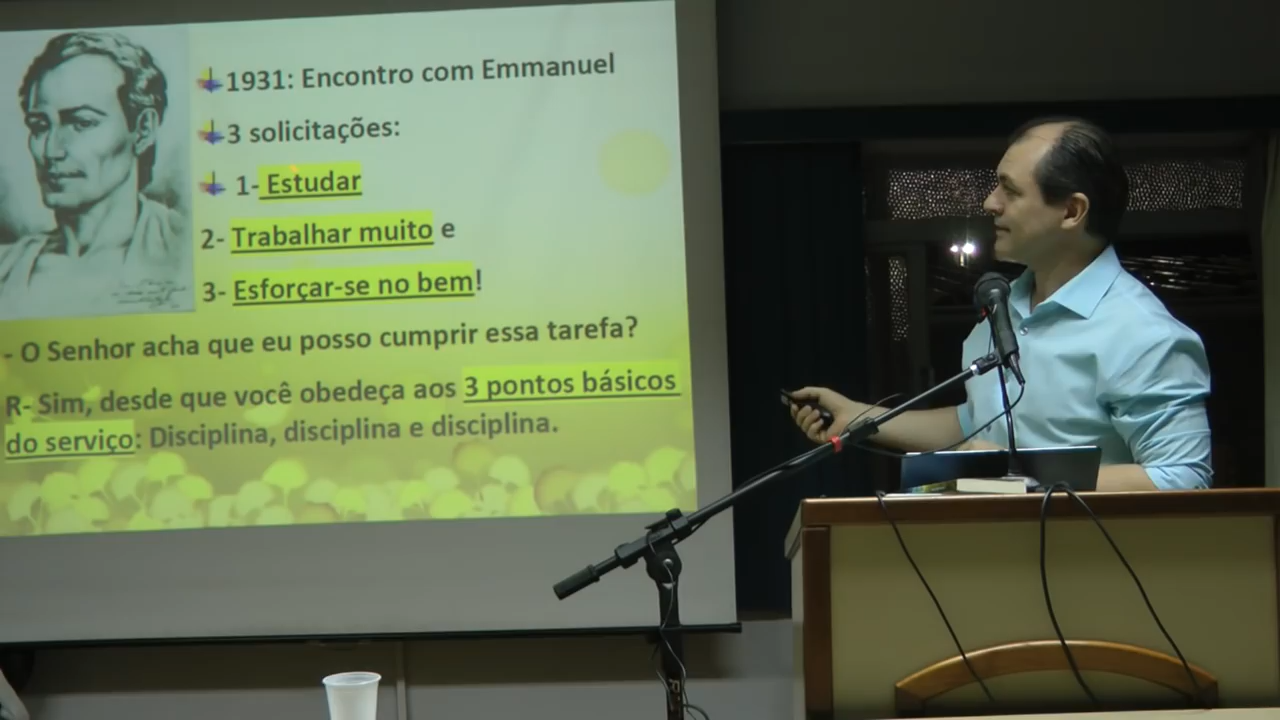 1931: Encontro com Emmanuel
3 solicitações:
1- Estudar
2- Trabalhar muito e
3- Esforçar-se no bem!
- O Senhor acha que eu posso cumprir essa tarefa?
R- Sim, desde que você obedeça aos 3 pontos básicos
do serviço: Disciplina, disciplina e disciplina.